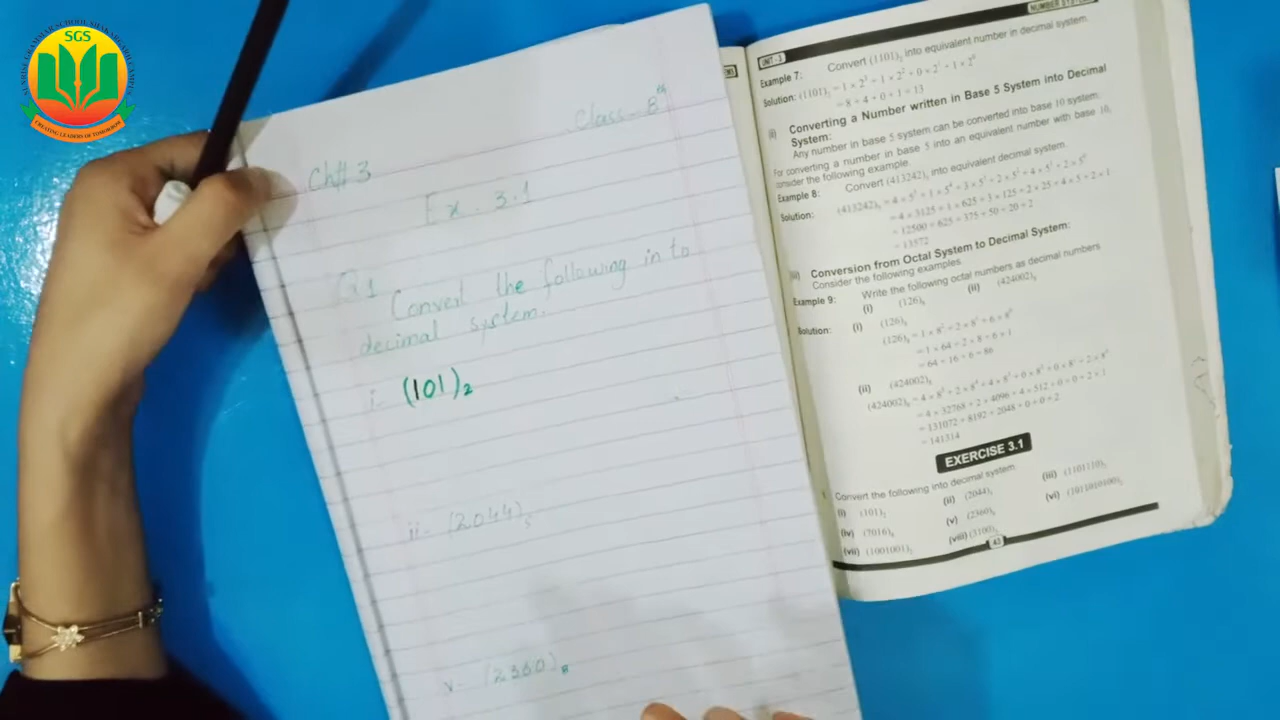 SGS
SUNRISE GRAMMAR SCHOOL
CREATING LEADERS OF TOMORROW
Class - 8th
Ch# 3
Ex. 3.1
Q1 Convert the following in to
decimal system.
i- (101)₂
ii- (2044)₅
v- (2360)₈
NUMBER SYSTEMS
UNIT - 3
Example 7: Convert (1101)₂ into equivalent number in decimal system.
Solution: (1101)₂ = 1 × 2³ + 1 × 2² + 0 × 2¹ + 1 × 2⁰
= 8 + 4 + 0 + 1 = 13
(ii) Converting a Number written in Base 5 System into Decimal
System:
Any number in base 5 system can be converted into base 10 system.
For converting a number in base 5 into an equivalent number with base 10,
consider the following example.
Example 8: Convert (413242)₅ into equivalent decimal system.
Solution: (413242)₅ = 4 × 5⁵ + 1 × 5⁴ + 3 × 5³ + 2 × 5² + 4 × 5¹ + 2 × 5⁰
= 4 × 3125 + 1 × 625 + 3 × 125 + 2 × 25 + 4 × 5 + 2 × 1
= 12500 + 625 + 375 + 50 + 20 + 2
= 13572
(iii) Conversion from Octal System to Decimal System:
Consider the following examples.
Example 9: Write the following octal numbers as decimal numbers
(i) (126)₈ (ii) (424002)₈
Solution: (i) (126)₈
(126)₈ = 1 × 8² + 2 × 8¹ + 6 × 8⁰
= 1 × 64 + 2 × 8 + 6 × 1
= 64 + 16 + 6 = 86
(ii) (424002)₈
(424002)₈ = 4 × 8⁵ + 2 × 8⁴ + 4 × 8³ + 0 × 8² + 0 × 8¹ + 2 × 8⁰
= 4 × 32768 + 2 × 4096 + 4 × 512 + 0 + 0 + 2 × 1
= 131072 + 8192 + 2048 + 0 + 0 + 2
= 141314
EXERCISE 3.1
1. Convert the following into decimal system
(i) (101)₂ (ii) (2044)₅ (iii) (1101110)₂
(iv) (7016)₈ (v) (2360)₈ (vi) (1011010100)₂
(vii) (1001001)₂ (viii) (3100)₅
43